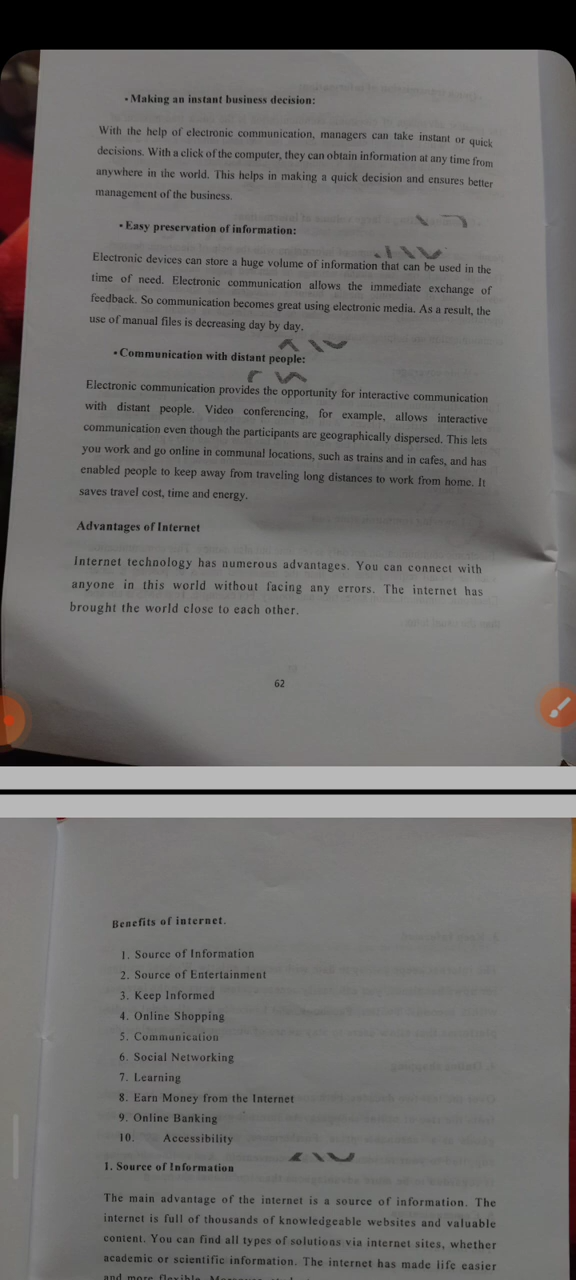 • Making an instant business decision:
With the help of electronic communication, managers can take instant or quick
decisions. With a click of the computer, they can obtain information at any time from
anywhere in the world. This helps in making a quick decision and ensures better
management of the business.
• Easy preservation of information:
Electronic devices can store a huge volume of information that can be used in the
time of need. Electronic communication allows the immediate exchange of
feedback. So communication becomes great using electronic media. As a result, the
use of manual files is decreasing day by day.
• Communication with distant people:
Electronic communication provides the opportunity for interactive communication
with distant people. Video conferencing, for example, allows interactive
communication even though the participants are geographically dispersed. This lets
you work and go online in communal locations, such as trains and in cafes, and has
enabled people to keep away from traveling long distances to work from home. It
saves travel cost, time and energy.
Advantages of Internet
Internet technology has numerous advantages. You can connect with
anyone in this world without facing any errors. The internet has
brought the world close to each other.
62
Benefits of internet.
1. Source of Information
2. Source of Entertainment
3. Keep Informed
4. Online Shopping
5. Communication
6. Social Networking
7. Learning
8. Earn Money from the Internet
9. Online Banking
10. Accessibility
1. Source of Information
The main advantage of the internet is a source of information. The
internet is full of thousands of knowledgeable websites and valuable
content. You can find all types of solutions via internet sites, whether
academic or scientific information. The internet has made life easier
and more flexible.